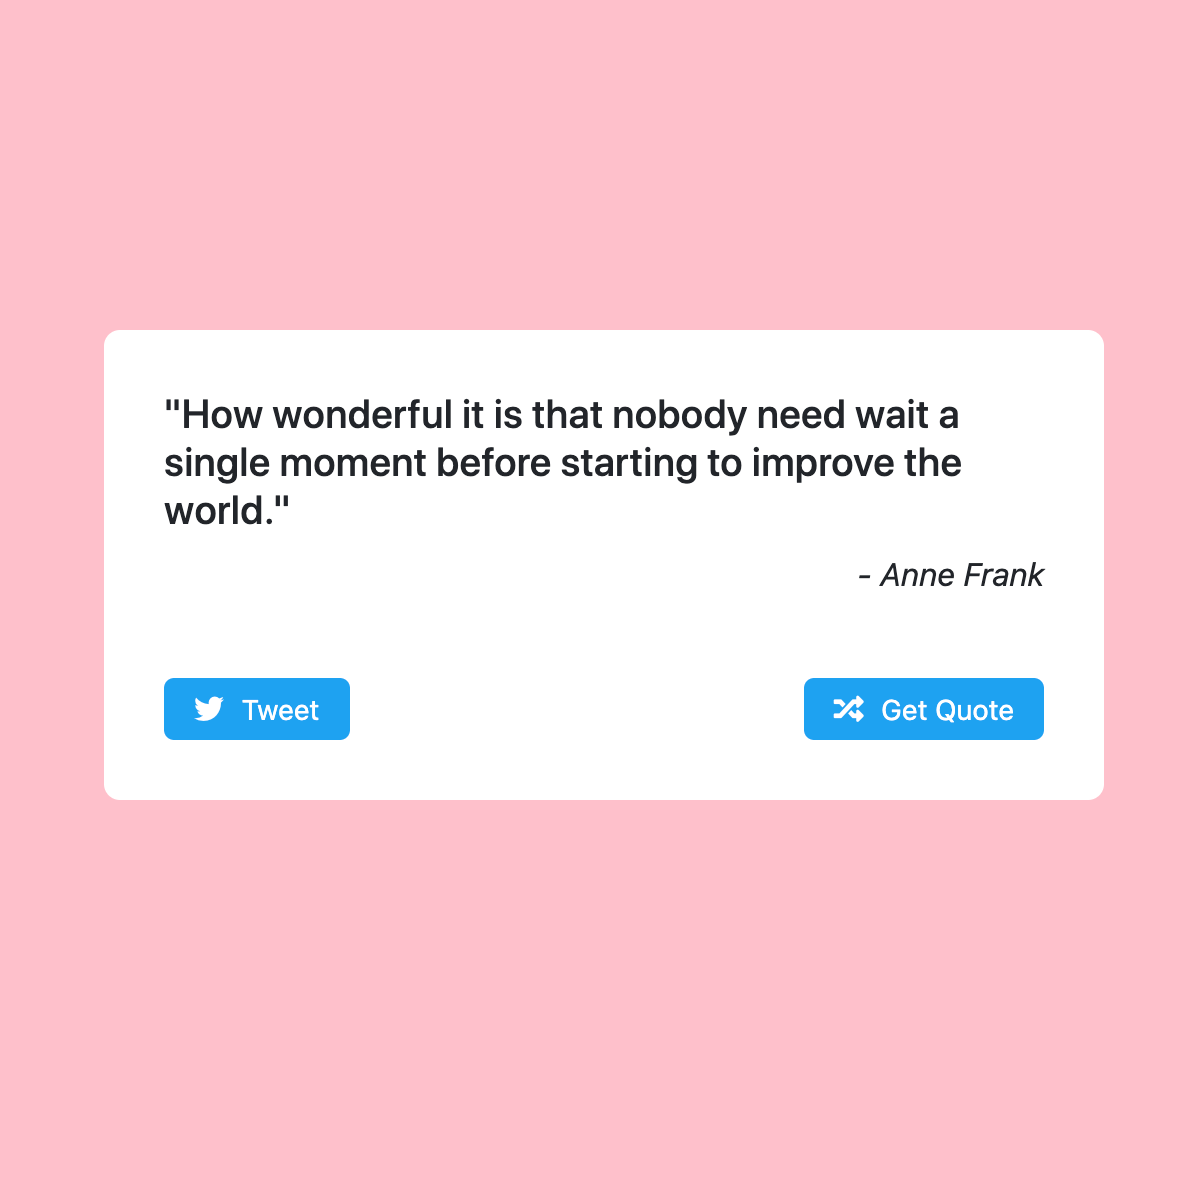 "How wonderful it is that nobody need wait a
single moment before starting to improve the
world."
- Anne Frank
Tweet
Get Quote